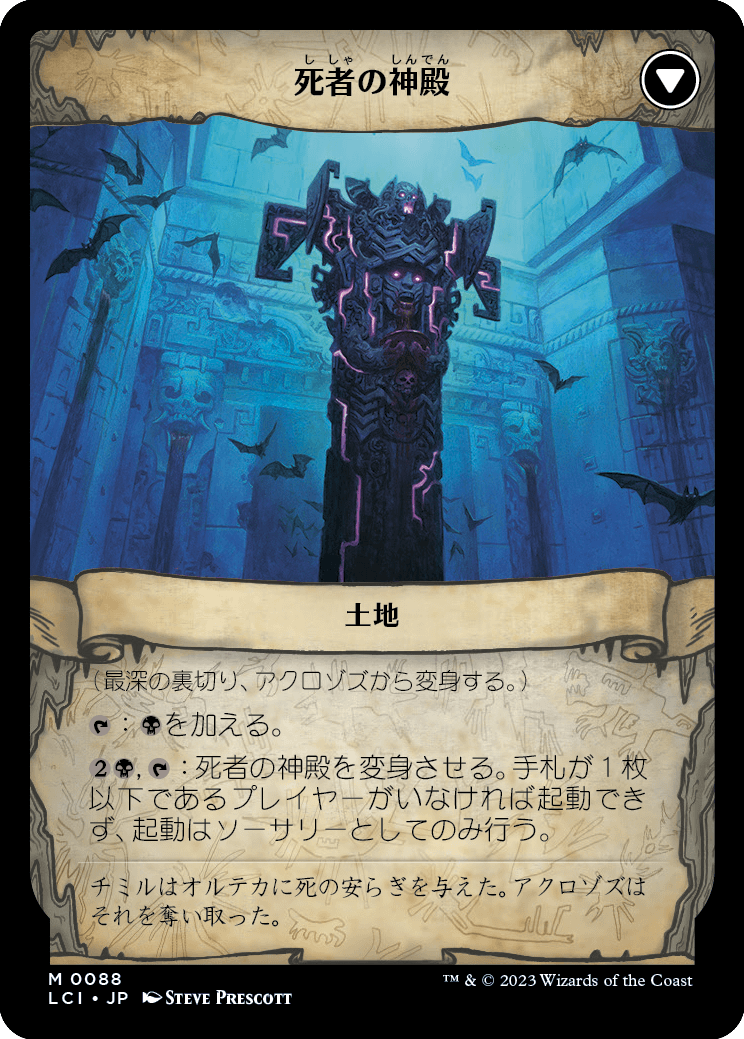 ししゃ しんでん
死者の神殿
土地
（最深の裏切り、アクロゾズから変身する。）
：を加える。
2, ：死者の神殿を変身させる。手札が1枚
以下であるプレイヤーがいなければ起動でき
ず、起動はソーサリーとしてのみ行う。
チミルはオルテカに死の安らぎを与えた。アクロゾズは
それを奪い取った。
M 0088
LCI • JP STEVE PRESCOTT
™ & © 2023 Wizards of the Coast